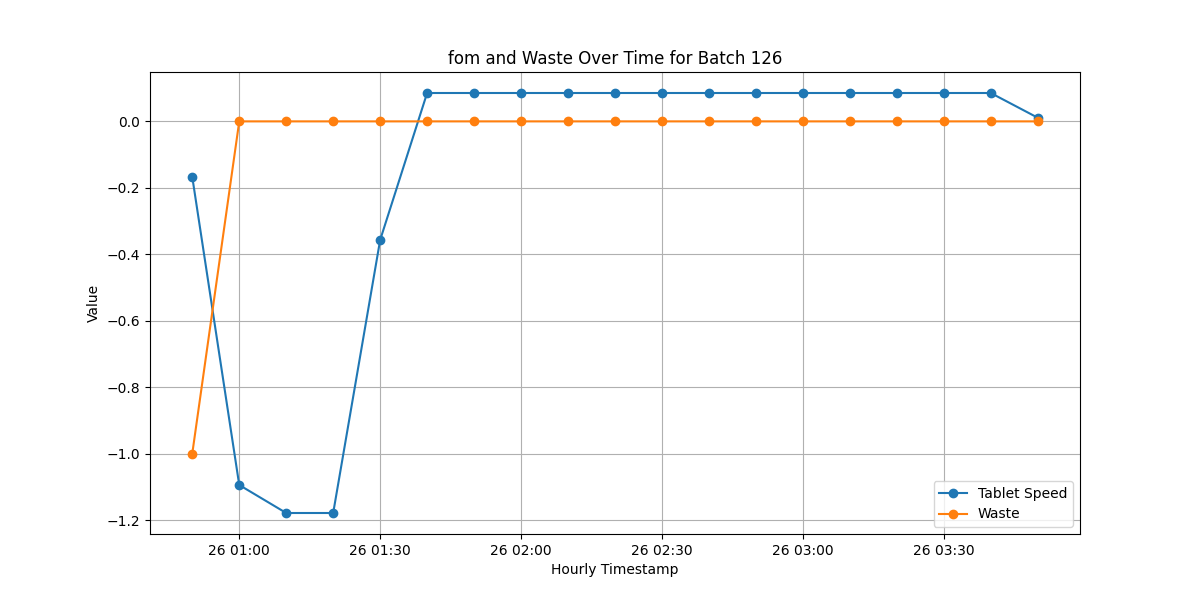 fom and Waste Over Time for Batch 126
Value
0.0
−0.2
−0.4
−0.6
−0.8
−1.0
−1.2
Tablet Speed
Waste
26 01:00 26 01:30 26 02:00 26 02:30 26 03:00 26 03:30
Hourly Timestamp